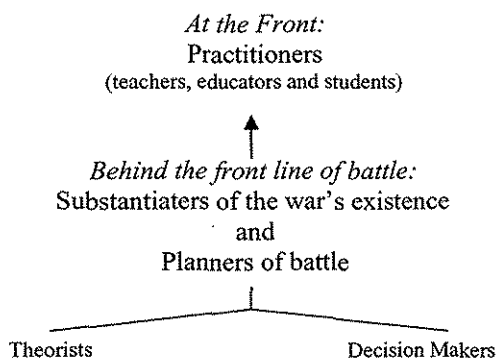 At the Front:
Practitioners
(teachers, educators and students)
Behind the front line of battle:
Substantiaters of the war's existence
and
Planners of battle
Theorists Decision Makers